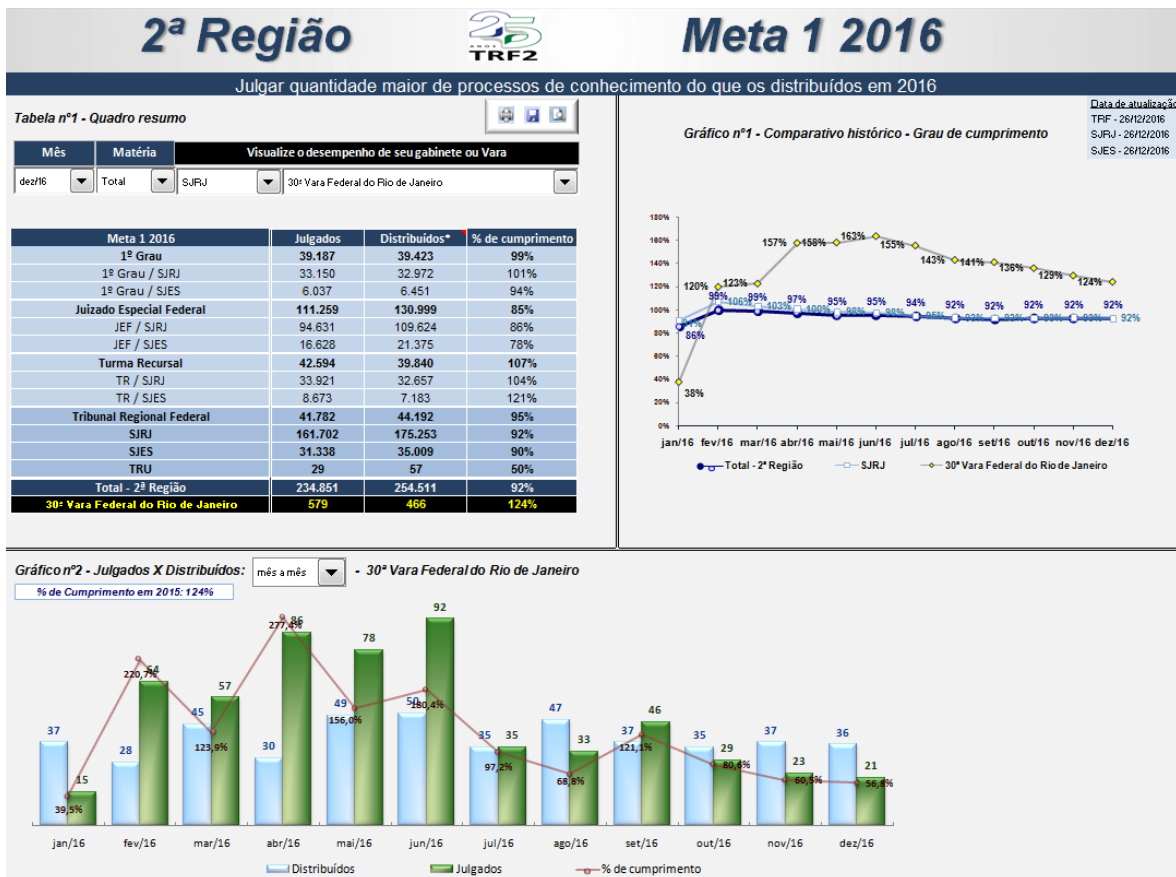 2ª Região
25
ANOS
TRF2
Meta 1 2016
Julgar quantidade maior de processos de conhecimento do que os distribuídos em 2016
Tabela nº1 - Quadro resumo
Mês Matéria Visualize o desempenho de seu gabinete ou Vara
dez/16 Total SJRJ 30ª Vara Federal do Rio de Janeiro
Meta 1 2016 Julgados Distribuídos* % de cumprimento
1º Grau 39.187 39.423 99%
1º Grau / SJRJ 33.150 32.972 101%
1º Grau / SJES 6.037 6.451 94%
Juizado Especial Federal 111.259 130.999 85%
JEF / SJRJ 94.631 109.624 86%
JEF / SJES 16.628 21.375 78%
Turma Recursal 42.594 39.840 107%
TR / SJRJ 33.921 32.657 104%
TR / SJES 8.673 7.183 121%
Tribunal Regional Federal 41.782 44.192 95%
SJRJ 161.702 175.253 92%
SJES 31.338 35.009 90%
TRU 29 57 50%
Total - 2ª Região 234.851 254.511 92%
30ª Vara Federal do Rio de Janeiro 579 466 124%
Data de atualização
TRF - 26/12/2016
SJRJ - 26/12/2016
SJES - 26/12/2016
Gráfico nº1 - Comparativo histórico - Grau de cumprimento
180%
160%
140%
120%
100%
80%
60%
40%
20%
0%
38% 120% 123% 157% 158% 163% 155% 143% 141% 136% 129% 124%
86% 99% 99% 97% 95% 95% 94% 92% 92% 92% 92% 92%
106% 103% 100% 98% 98% 95% 93% 93% 93% 93% 92%
jan/16 fev/16 mar/16 abr/16 mai/16 jun/16 jul/16 ago/16 set/16 out/16 nov/16 dez/16
Total - 2ª Região SJRJ 30ª Vara Federal do Rio de Janeiro
Gráfico nº2 - Julgados X Distribuídos: mês a mês - 30ª Vara Federal do Rio de Janeiro
% de Cumprimento em 2015: 124%
37 28 45 30 49 50 35 47 37 35 37 36
15 64 57 86 78 92 35 33 46 29 23 21
39,5% 220,7% 123,9% 277,4% 156,0% 180,4% 97,2% 68,8% 121,1% 80,6% 60,5% 56,8%
jan/16 fev/16 mar/16 abr/16 mai/16 jun/16 jul/16 ago/16 set/16 out/16 nov/16 dez/16
Distribuídos Julgados % de cumprimento